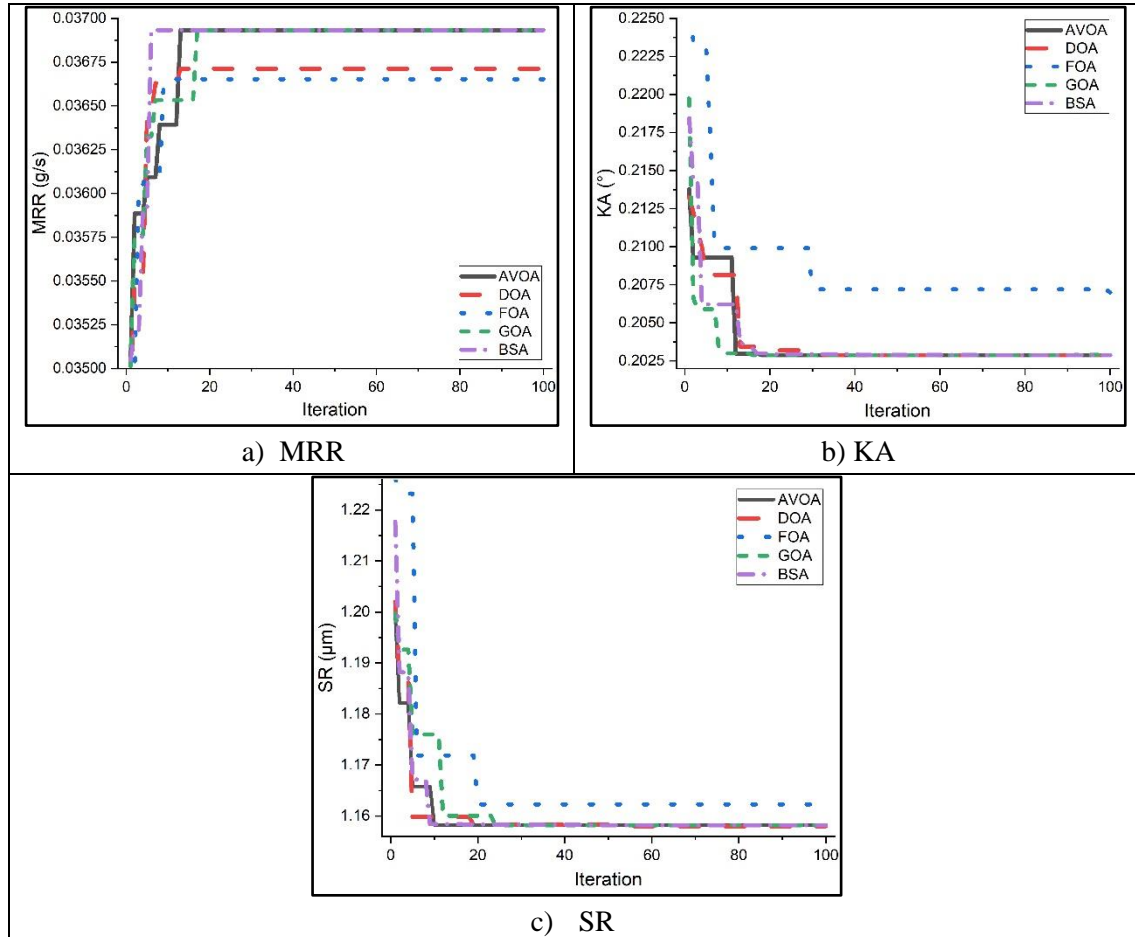 0.03700
0.03675
0.03650
0.03625
0.03600
0.03575
0.03550
0.03525
0.03500
MRR (g/s)
AVOA
DOA
FOA
GOA
BSA
0 20 40 60 80 100
Iteration
a) MRR
0.2250
0.2225
0.2200
0.2175
0.2150
0.2125
0.2100
0.2075
0.2050
0.2025
KA (°)
AVOA
DOA
FOA
GOA
BSA
0 20 40 60 80 100
Iteration
b) KA
1.22
1.21
1.20
1.19
1.18
1.17
1.16
SR (µm)
AVOA
DOA
FOA
GOA
BSA
0 20 40 60 80 100
Iteration
c) SR